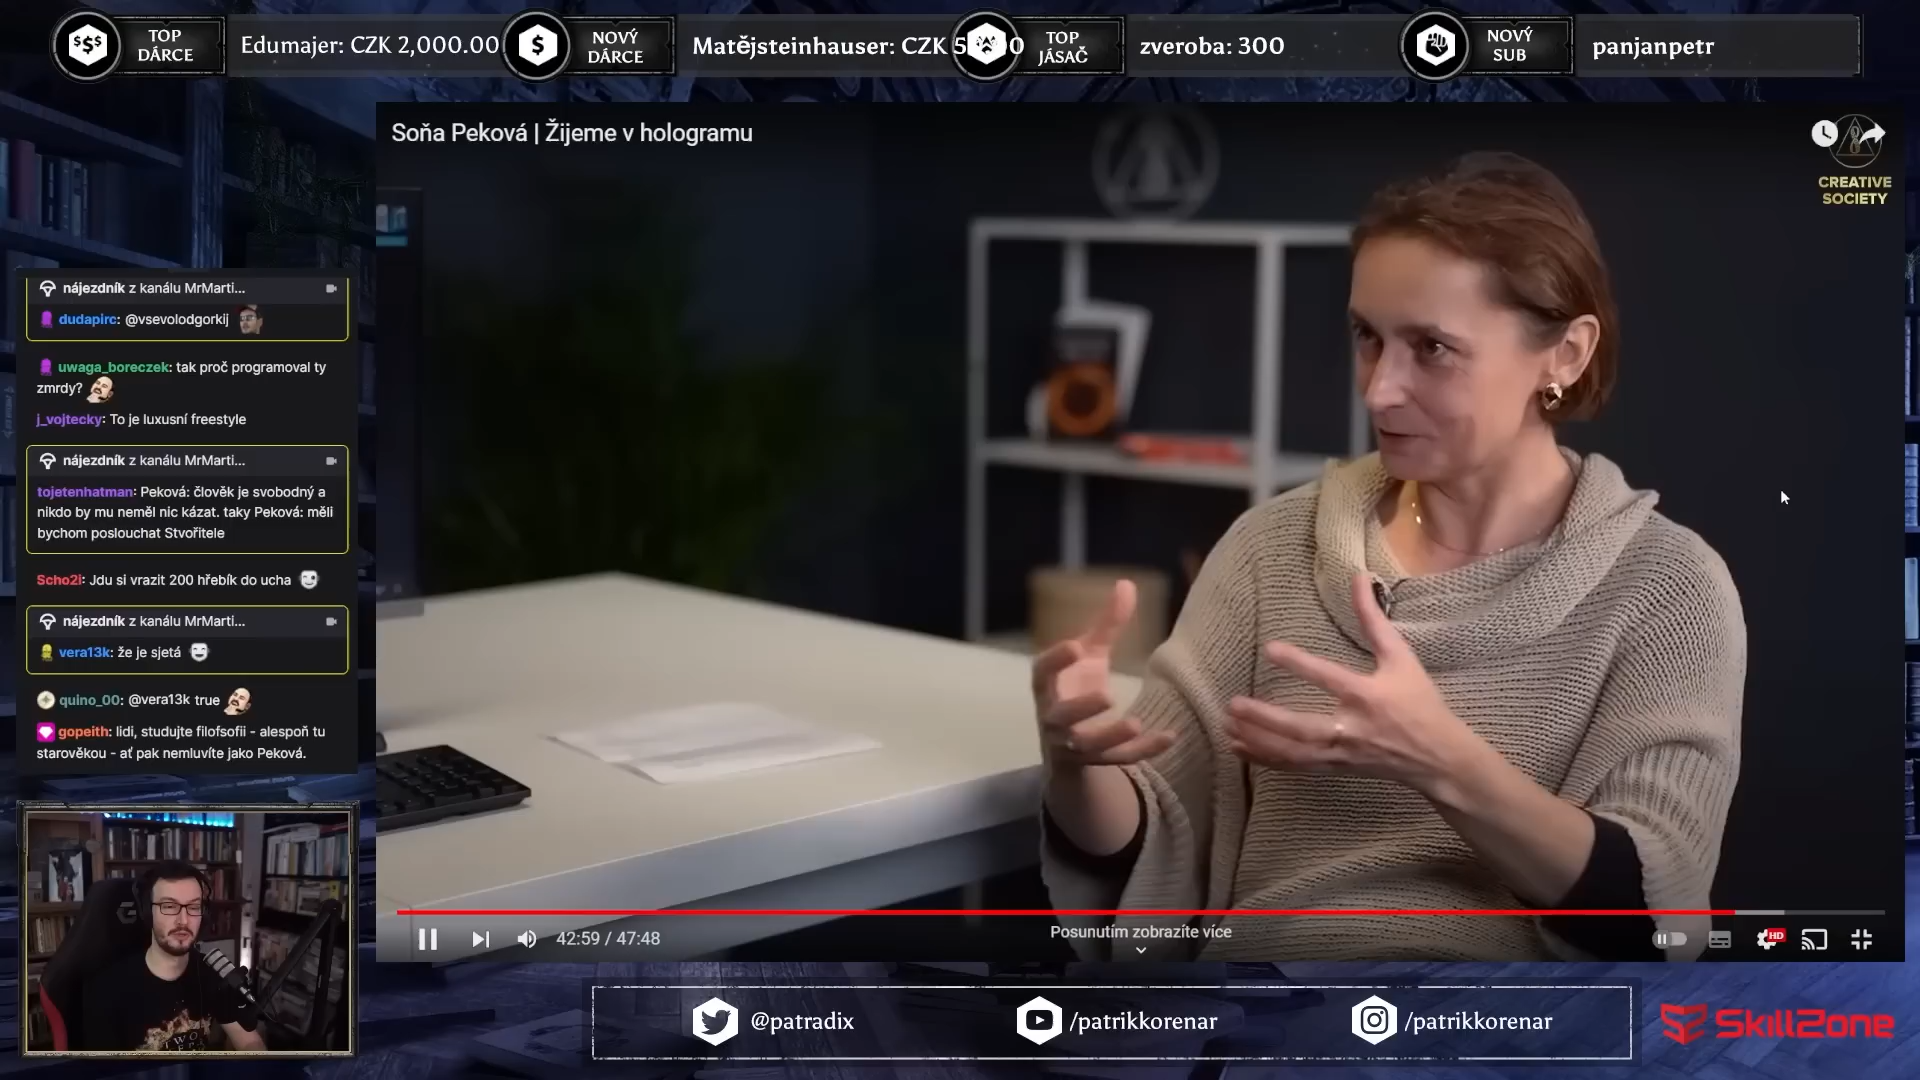 TOP
DÁRCE
Edumajer: CZK 2,000.00
NOVÝ
DÁRCE
Matějsteinhauser: CZK 5
TOP
JÁSAČ
zveroba: 300
NOVÝ
SUB
panjanpetr
Soňa Peková | Žijeme v hologramu
CREATIVE
SOCIETY
nájezdník z kanálu MrMarti...
dudapirc: @vsevolodgorkij
uwaga_boreczek: tak proč programoval ty
zmrdy?
j_vojtecky: To je luxusní freestyle
nájezdník z kanálu MrMarti...
tojetenhatman: Peková: člověk je svobodný a
nikdo by mu neměl nic kázat. taky Peková: měli
bychom poslouchat Stvořitele
Scho2i: Jdu si vrazit 200 hřebík do ucha
nájezdník z kanálu MrMarti...
vera13k: že je sjetá
quino_00: @vera13k true
gopeith: lidi, studujte filofsofii - alespoň tu
starověkou - ať pak nemluvíte jako Peková.
42:59 / 47:48
Posunutím zobrazíte více
HD
@patradix
/patrikkorenar
/patrikkorenar
SkillZone